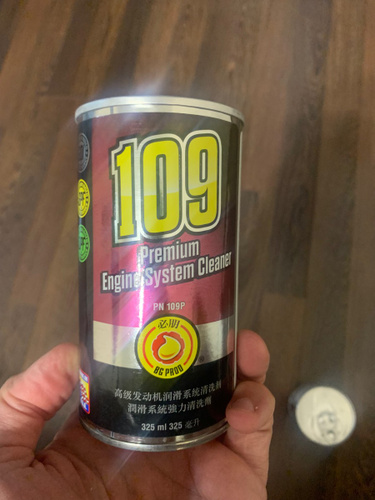 109
Premium
Engine System Cleaner
PN 109P
必明
BG PROD
高级发动机润滑系统清洗剂
潤滑系統強力清洗劑
325 ml 325 毫升